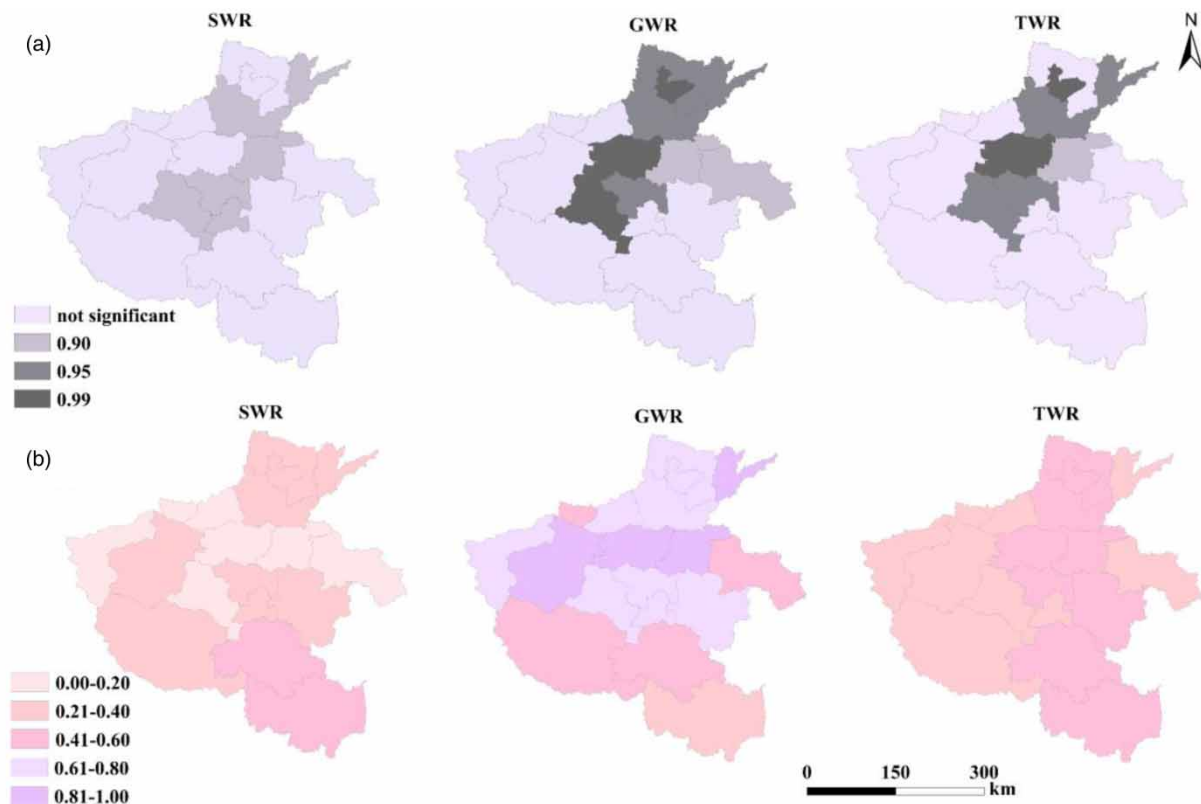 SWR
GWR
TWR
N
(a)
not significant
0.90
0.95
0.99
SWR
GWR
TWR
(b)
0.00-0.20
0.21-0.40
0.41-0.60
0.61-0.80
0.81-1.00
0 150 300
km